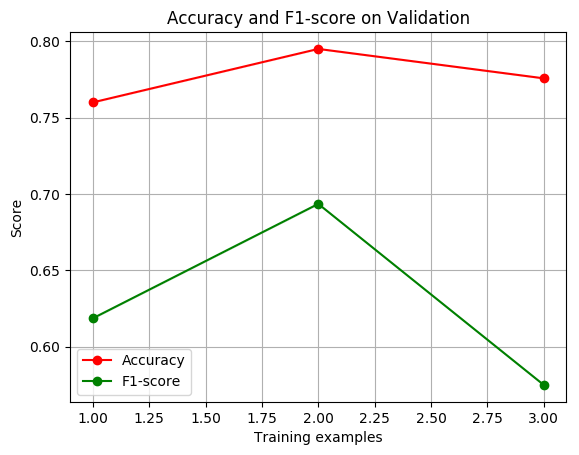 Accuracy and F1-score on Validation
0.80
0.75
0.70
0.65
0.60
Score
Accuracy
F1-score
1.00 1.25 1.50 1.75 2.00 2.25 2.50 2.75 3.00
Training examples